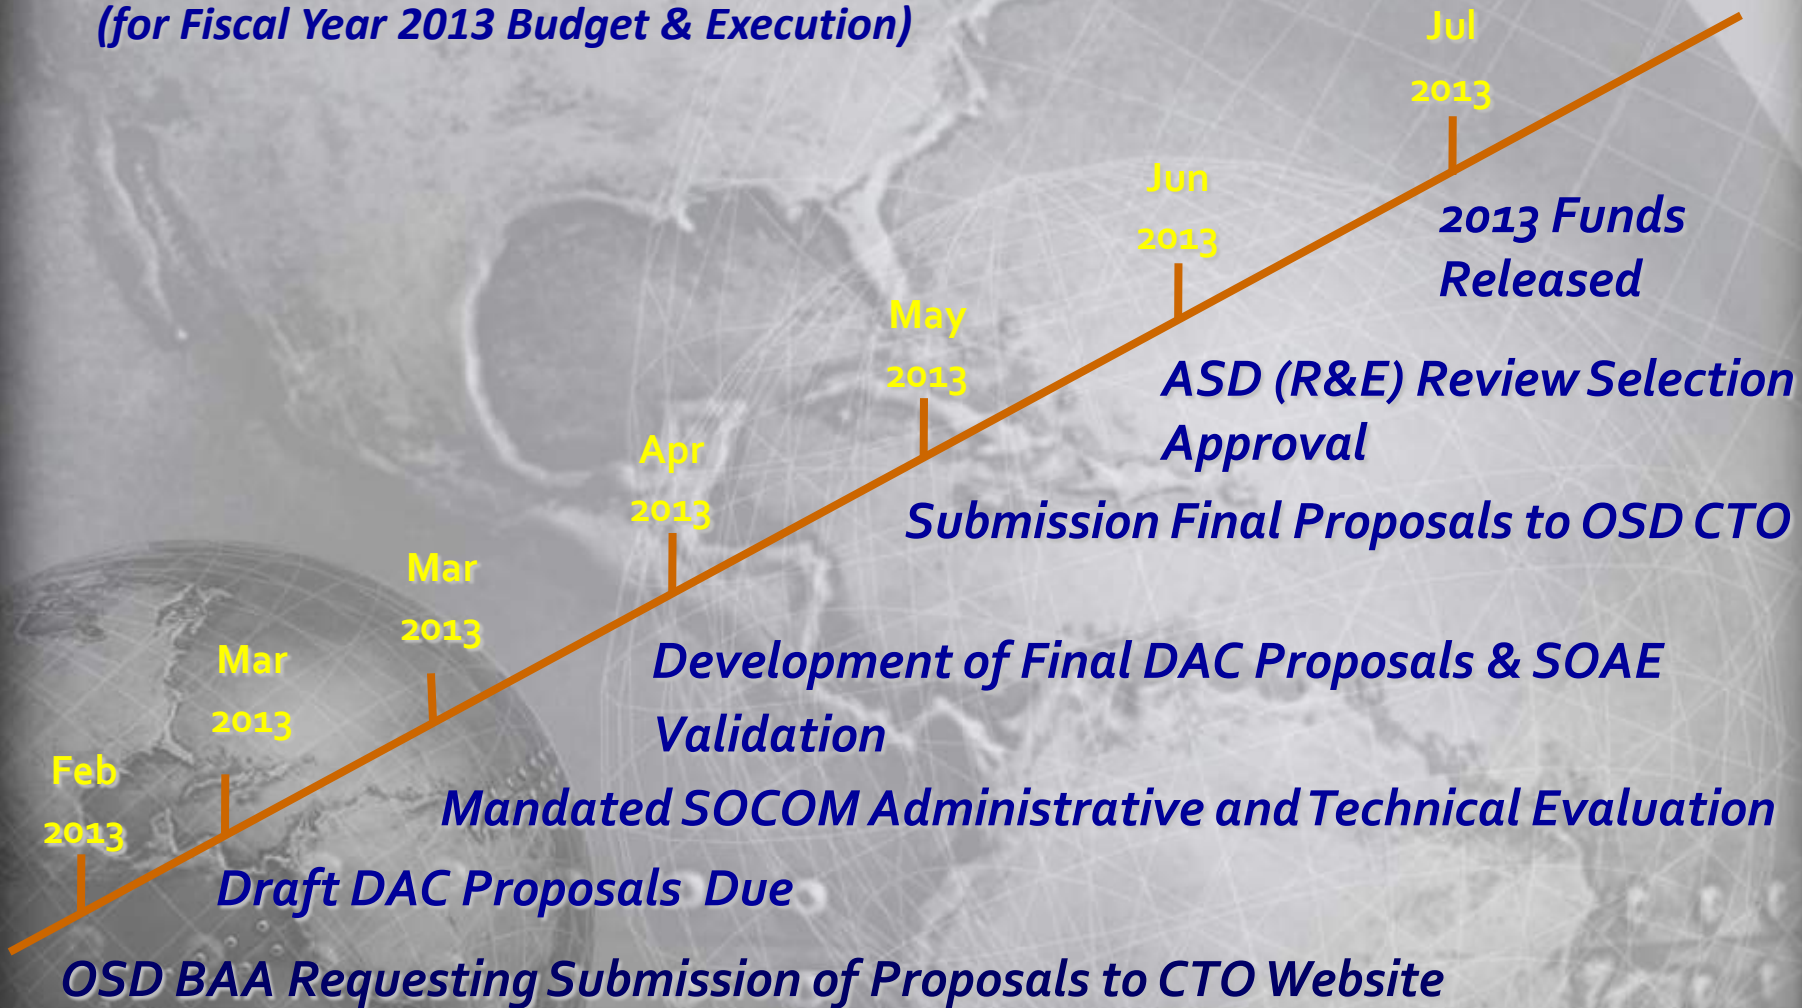 (for Fiscal Year 2013 Budget & Execution)
Jul
2013
2013 Funds
Released
Jun
2013
ASD (R&E) Review Selection
Approval
May
2013
Submission Final Proposals to OSD CTO
Apr
2013
Development of Final DAC Proposals & SOAE
Validation
Mar
2013
Mandated SOCOM Administrative and Technical Evaluation
Mar
2013
Draft DAC Proposals Due
Feb
2013
OSD BAA Requesting Submission of Proposals to CTO Website